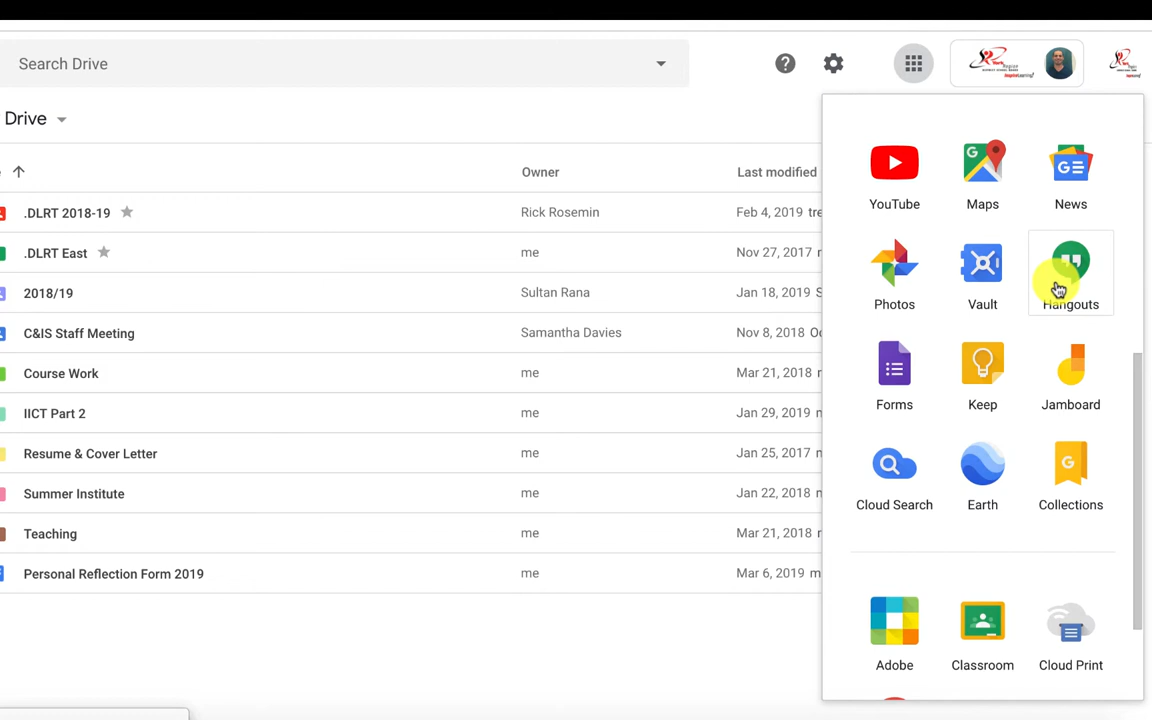 Search Drive
Drive
Owner
Last modified
.DLRT 2018-19
Rick Rosemin
Feb 4, 2019
.DLRT East
me
Nov 27, 2017
2018/19
Sultan Rana
Jan 18, 2019 S
C&IS Staff Meeting
Samantha Davies
Nov 8, 2018
Course Work
me
Mar 21, 2018
IICT Part 2
me
Jan 29, 2019
Resume & Cover Letter
me
Jan 25, 2017
Summer Institute
me
Jan 22, 2018
Teaching
me
Mar 21, 2018
Personal Reflection Form 2019
me
Mar 6, 2019
YouTube
Maps
News
Photos
Vault
Hangouts
Forms
Keep
Jamboard
Cloud Search
Earth
Collections
Adobe
Classroom
Cloud Print